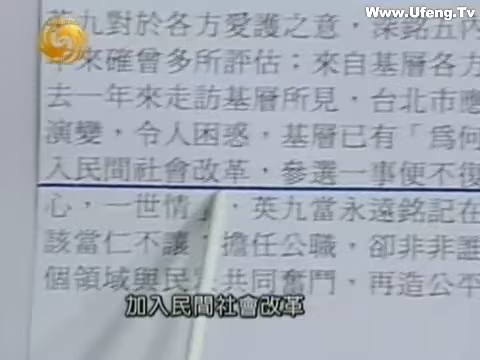 Www.Ufeng.Tv
英九對於各方愛護之意，深銘五內
年來確曾多所評估；來自基層各方
去一年來走訪基層所見，台北市應
演變，令人困惑，基層已有「為何
入民間社會改革，參選一事便不復
心，一世情」，英九當永遠銘記在
該當仁不讓，擔任公職，卻非非誰
個領域與民眾共同奮鬥，再造公平
加入民間社會改革